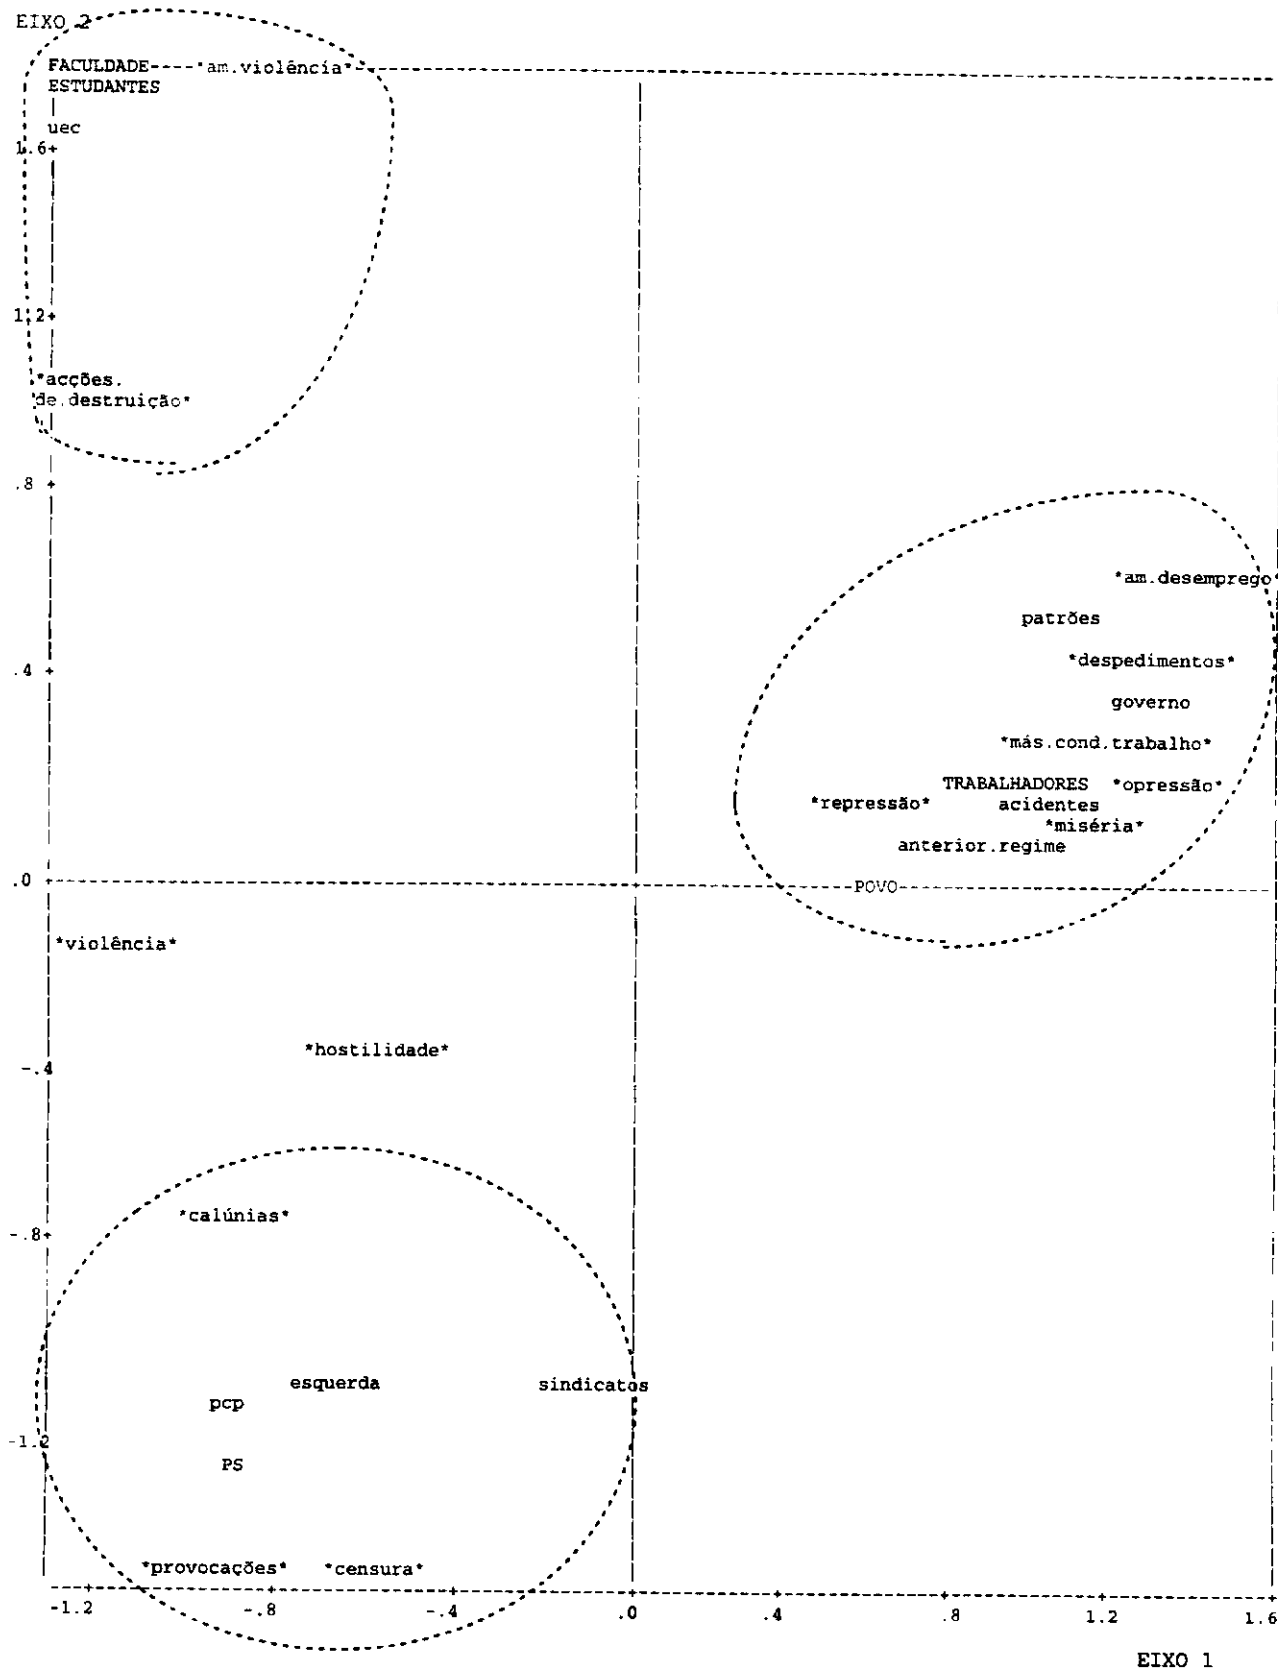 EIXO 2
FACULDADE----*am.violência*
ESTUDANTES
uec
1.6+
1.2+
*acções.
de.destruição*
.8 +
*am.desemprego*
patrões
.4 +
*despedimentos*
governo
*más.cond.trabalho*
TRABALHADORES *opressão*
*repressão* acidentes
*miséria*
anterior.regime
.0 +
POVO
*violência*
*hostilidade*
-.4
*calúnias*
-.8+
esquerda sindicatos
pcp
-1.2
PS
*provocações* *censura*
-1.2 -.8 -.4 .0 .4 .8 1.2 1.6
EIXO 1